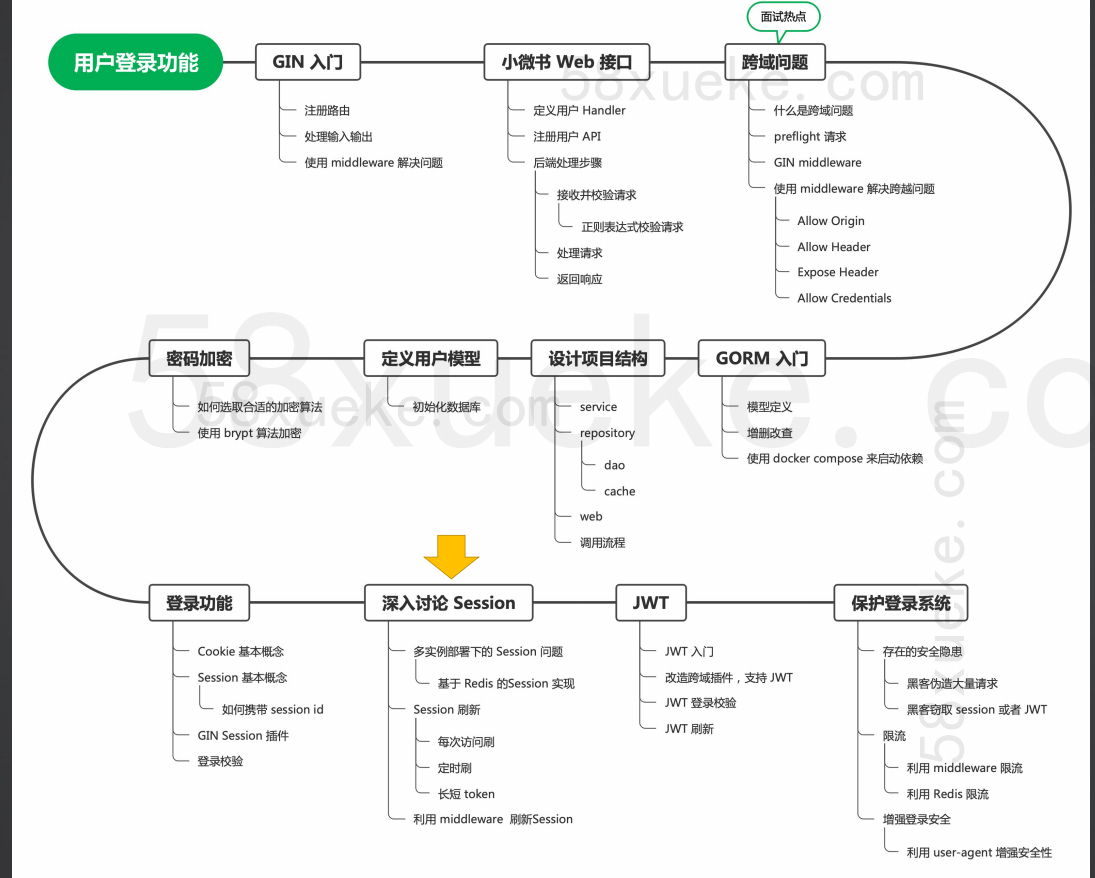 面试热点
用户登录功能
GIN 入门
注册路由
处理输入输出
使用 middleware 解决问题
小微书 Web 接口
定义用户 Handler
注册用户 API
后端处理步骤
接收并校验请求
正则表达式校验请求
处理请求
返回响应
跨域问题
什么是跨域问题
preflight 请求
GIN middleware
使用 middleware 解决跨越问题
Allow Origin
Allow Header
Expose Header
Allow Credentials
58xueke. com
密码加密
如何选取合适的加密算法
使用 brypt 算法加密
定义用户模型
初始化数据库
设计项目结构
service
repository
dao
cache
web
调用流程
GORM 入门
模型定义
增删改查
使用 docker compose 来启动依赖
58xueke. co
58xueke. com
58xueke. com
登录功能
Cookie 基本概念
Session 基本概念
如何携带 session id
GIN Session 插件
登录校验
深入讨论 Session
多实例部署下的 Session 问题
基于 Redis 的Session 实现
Session 刷新
每次访问刷
定时刷
长短 token
利用 middleware 刷新Session
JWT
JWT 入门
改造跨域插件，支持 JWT
JWT 登录校验
JWT 刷新
保护登录系统
存在的安全隐患
黑客伪造大量请求
黑客窃取 session 或者 JWT
限流
利用 middleware 限流
利用 Redis 限流
增强登录安全
利用 user-agent 增强安全性